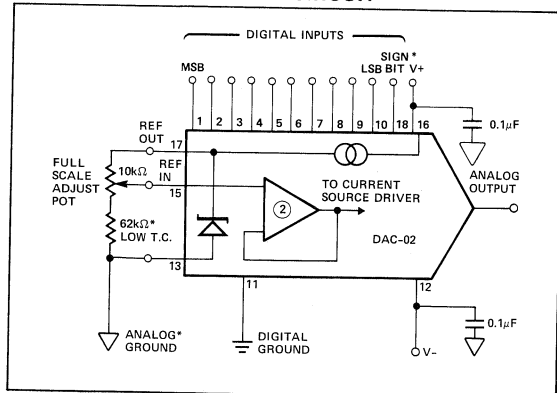 DIGITAL INPUTS
SIGN*
MSB LSB BIT V+
1 2 3 4 5 6 7 8 9 10 18 16
0.1μF
REF
OUT
17
FULL
SCALE
ADJUST
POT
10kΩ
REF
IN
15
ANALOG
OUTPUT
TO CURRENT
SOURCE DRIVER
2
DAC-02
62kΩ*
LOW T.C.
13
11
12
ANALOG*
GROUND
DIGITAL
GROUND
0.1μF
V-